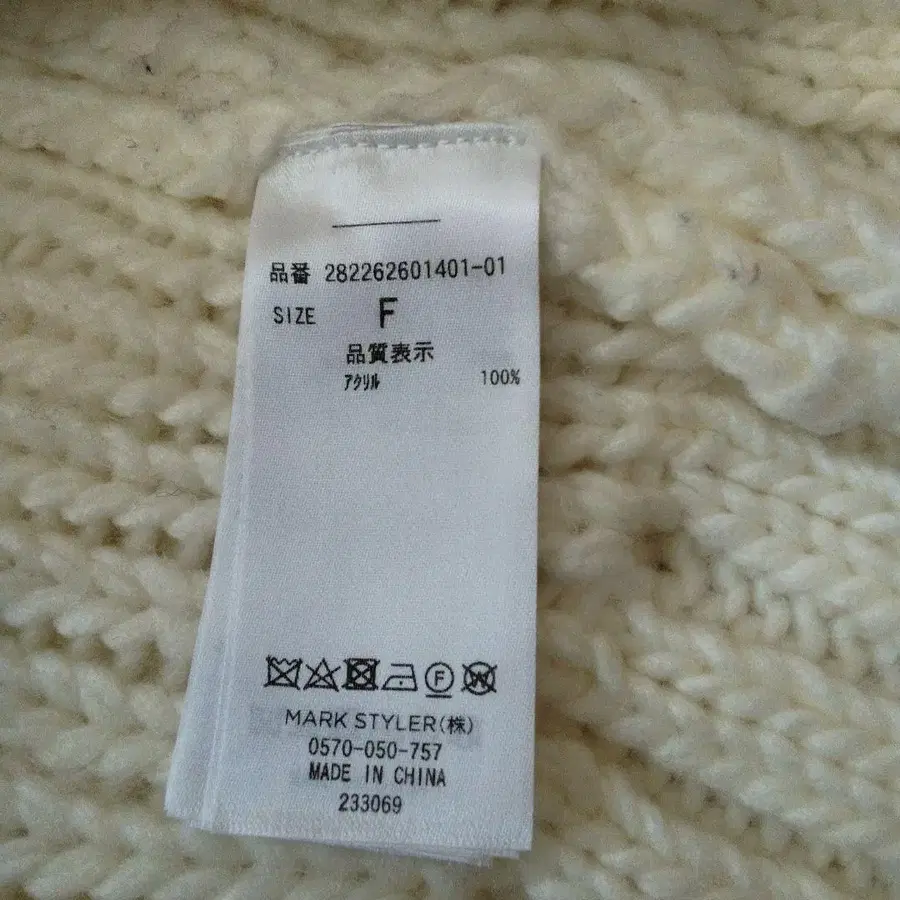 品番 282262601401-01
SIZE F
品質表示
アクリル 100%
F W
MARK STYLER(株)
0570-050-757
MADE IN CHINA
233069